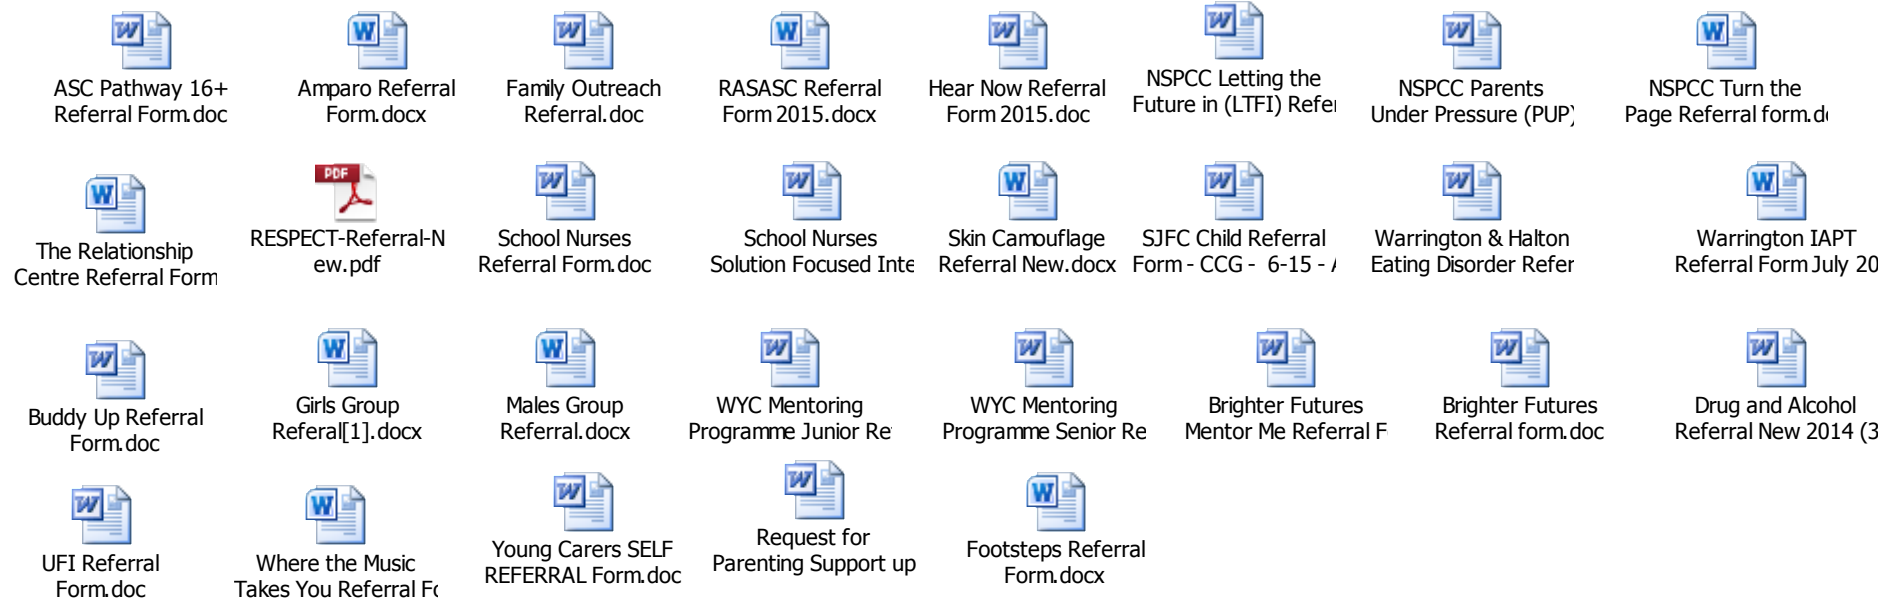 ASC Pathway 16+
Referral Form.doc
Amparo Referral
Form.docx
Family Outreach
Referral.doc
RASASC Referral
Form 2015.docx
Hear Now Referral
Form 2015.doc
NSPCC Letting the
Future in (LTFI) Refer
NSPCC Parents
Under Pressure (PUP)
NSPCC Turn the
Page Referral form.d
The Relationship
Centre Referral Form
PDF
RESPECT-Referral-N
ew.pdf
School Nurses
Referral Form.doc
School Nurses
Solution Focused Inte
Skin Camouflage
Referral New.docx
SJFC Child Referral
Form - CCG - 6-15 - A
Warrington & Halton
Eating Disorder Refer
Warrington IAPT
Referral Form July 20
Buddy Up Referral
Form.doc
Girls Group
Referal[1].docx
Males Group
Referral.docx
WYC Mentoring
Programme Junior Re
WYC Mentoring
Programme Senior Re
Brighter Futures
Mentor Me Referral F
Brighter Futures
Referral form.doc
Drug and Alcohol
Referral New 2014 (3
UFI Referral
Form.doc
Where the Music
Takes You Referral Fo
Young Carers SELF
REFERRAL Form.doc
Request for
Parenting Support up
Footsteps Referral
Form.docx